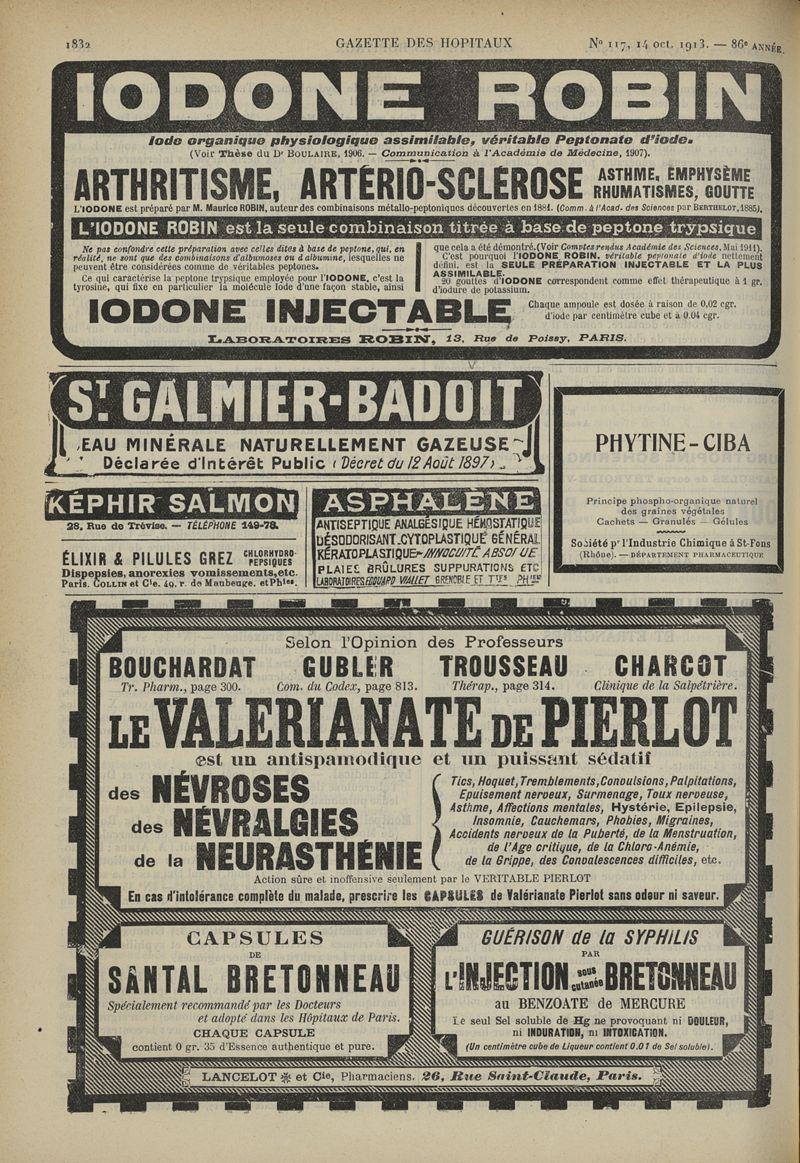 1832
GAZETTE DES HOPITAUX
No 117, 14 oct. 1913. — 86e ANNÉE.
IODONE ROBIN
Iode organique physiologique assimilable, véritable Peptonate d'iode.
(Voir Thèse du Dr BOULAIRE, 1906. — Communication à l'Académie de Médecine, 1907).
ARTHRITISME, ARTÉRIO-SCLÉROSE
ASTHME, EMPHYSÈME
RHUMATISMES, GOUTTE
L'IODONE est préparé par M. Maurice ROBIN, auteur des combinaisons métallo-peptoniques découvertes en 1881. (Comm. à l'Acad. des Sciences par BERTHELOT, 1885).
L'IODONE ROBIN est la seule combinaison titrée à base de peptone trypsique
Ne pas confondre cette préparation avec celles dites à base de peptone, qui, en
réalité, ne sont que des combinaisons d'albumoses ou d'albumine, lesquelles ne
peuvent être considérées comme de véritables peptones.
Ce qui caractérise la peptone trypsique employée pour l'IODONE, c'est la
tyrosine, qui fixe en particulier la molécule Iode d'une façon stable, ainsi
que cela a été démontré. (Voir Comptes rendus Académie des Sciences, Mai 1911).
C'est pourquoi l'IODONE ROBIN, véritable peptonate d'iode nettement
défini, est la SEULE PRÉPARATION INJECTABLE ET LA PLUS
ASSIMILABLE.
20 gouttes d'IODONE correspondent comme effet thérapeutique à 1 gr.
d'iodure de potassium.
IODONE INJECTABLE
Chaque ampoule est dosée à raison de 0,02 cgr.
d'iode par centimètre cube et à 0.04 cgr.
LABORATOIRES ROBIN, 13, Rue de Poissy, PARIS.
ST. GALMIER-BADOIT
EAU MINÉRALE NATURELLEMENT GAZEUSE
Déclarée d'Intérêt Public (Décret du 12 Août 1897)
PHYTINE-CIBA
Principe phospho-organique naturel
des graines végétales
Cachets — Granulés — Gélules
Société pr l'Industrie Chimique à St-Fons
(Rhône). — DÉPARTEMENT PHARMACEUTIQUE
KÉPHIR SALMON
28, Rue de Trévise. — TÉLÉPHONE 149-78.
ÉLIXIR & PILULES GREZ CHLORHYDRO-
PEPSIQUES
Dispepsies, anorexies vomissements, etc.
Paris. COLLIN et Cie. 49, r. de Maubeuge. et Phies.
ASPHALÈNE
ANTISEPTIQUE ANALGÉSIQUE HÉMOSTATIQUE
DÉSODORISANT. CYTOPLASTIQUE GÉNÉRAL
KÉRATOPLASTIQUE - INNOCUITÉ ABSOLUE
PLAIES BRÛLURES SUPPURATIONS ETC
LABORATOIRES EDOUARD VIALLET GRENOBLE ET TTES PHIES
Selon l'Opinion des Professeurs
BOUCHARDAT GUBLER TROUSSEAU CHARCOT
Tr. Pharm., page 300. Com. du Codex, page 813. Thérap., page 314. Clinique de la Salpétrière.
LE VALERIANATE DE PIERLOT
est un antispamodique et un puissant sédatif
des NÉVROSES
des NÉVRALGIES
de la NEURASTHÉNIE
Tics, Hoquet, Tremblements, Convulsions, Palpitations,
Epuisement nerveux, Surmenage, Toux nerveuse,
Asthme, Affections mentales, Hystérie, Epilepsie,
Insomnie, Cauchemars, Phobies, Migraines,
Accidents nerveux de la Puberté, de la Menstruation,
de l'Age critique, de la Chloro-Anémie,
de la Grippe, des Convalescences difficiles, etc.
Action sûre et inoffensive seulement par le VERITABLE PIERLOT
En cas d'intolérance complète du malade, prescrire les CAPSULES de Valérianate Pierlot sans odeur ni saveur.
CAPSULES
DE
SANTAL BRETONNEAU
Spécialement recommandé par les Docteurs
et adopté dans les Hôpitaux de Paris.
CHAQUE CAPSULE
contient 0 gr. 35 d'Essence authentique et pure.
GUÉRISON de la SYPHILIS
PAR
L'INJECTION sous cutanée BRETONNEAU
au BENZOATE de MERCURE
Le seul Sel soluble de Hg ne provoquant ni DOULEUR,
ni INDURATION, ni INTOXICATION.
(Un centimètre cube de Liqueur contient 0.01 de Sel soluble).
LANCELOT et Cie, Pharmaciens. 26, Rue Saint-Claude, Paris.